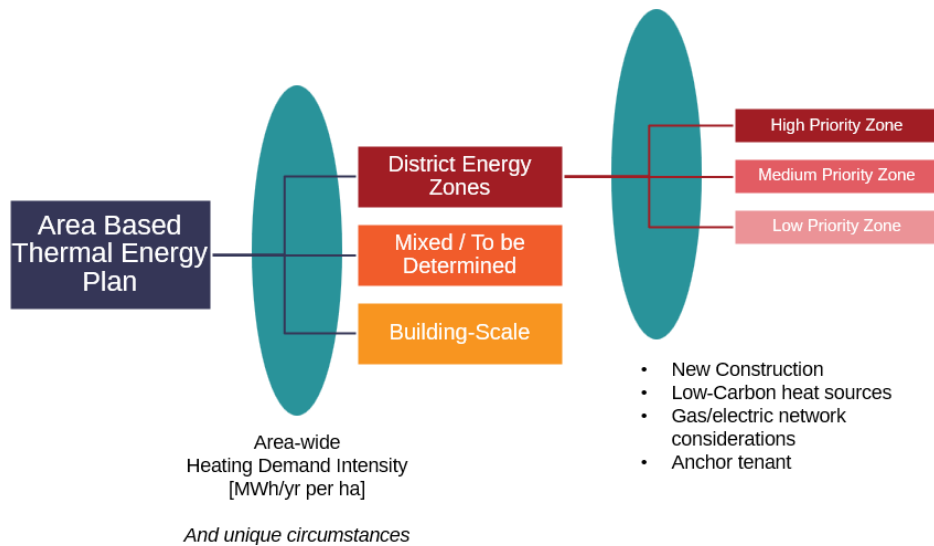 Area Based
Thermal Energy
Plan
District Energy
Zones
Mixed / To be
Determined
Building-Scale
High Priority Zone
Medium Priority Zone
Low Priority Zone
Area-wide
Heating Demand Intensity
[MWh/yr per ha]
And unique circumstances
• New Construction
• Low-Carbon heat sources
• Gas/electric network
considerations
• Anchor tenant